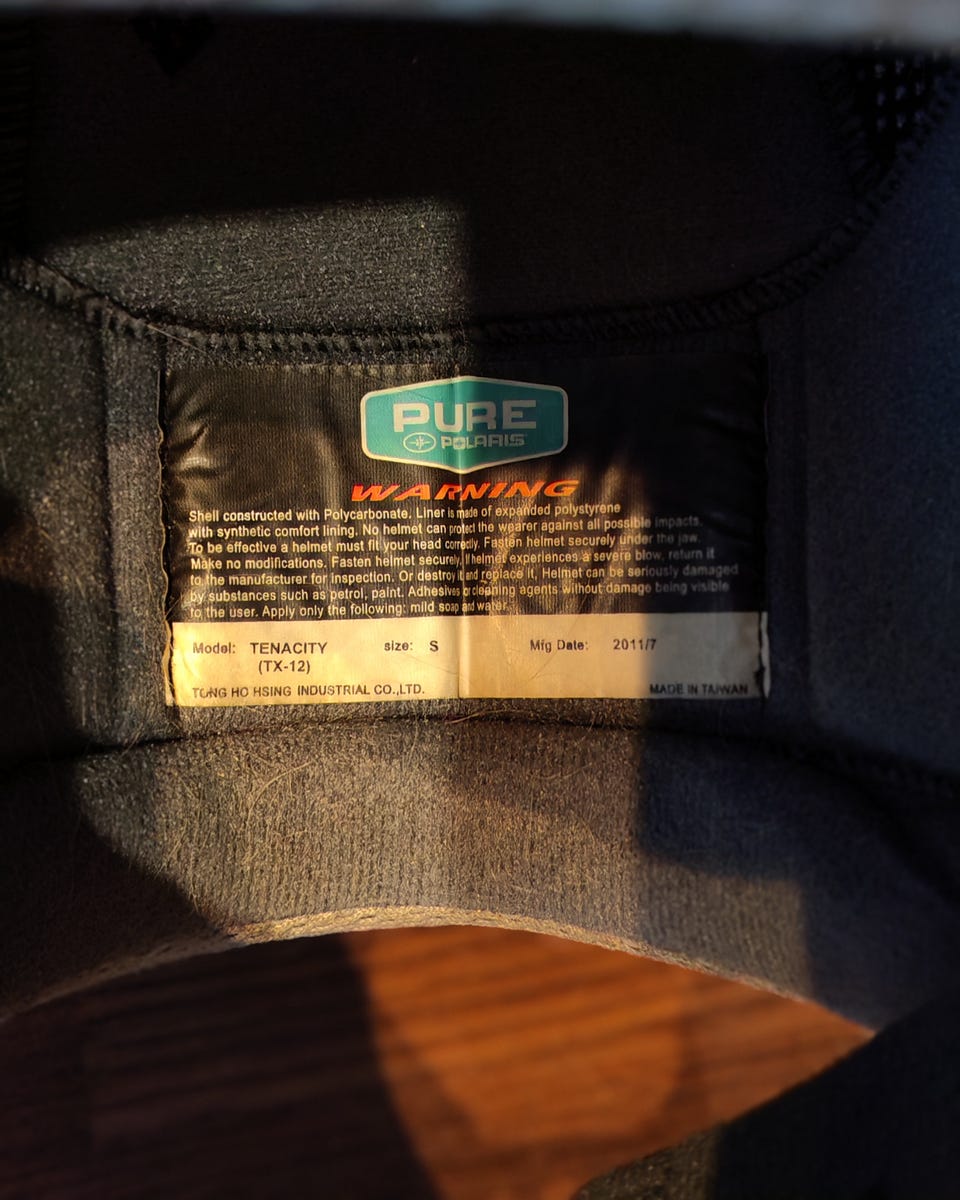 PURE
POLARIS
WARNING
Shell constructed with Polycarbonate. Liner is made of expanded polystyrene
with synthetic comfort lining. No helmet can protect the wearer against all possible impacts.
To be effective a helmet must fit your head correctly. Fasten helmet securely under the jaw.
Make no modifications. Fasten helmet securely. If helmet experiences a severe blow, return it
to the manufacturer for inspection. Or destroy it and replace it, Helmet can be seriously damaged
by substances such as petrol, paint. Adhesives or cleaning agents without damage being visible
to the user. Apply only the following: mild soap and water.
Model: TENACITY size: S Mfg Date: 2011/7
(TX-12)
TONG HO HSING INDUSTRIAL CO.,LTD. MADE IN TAIWAN